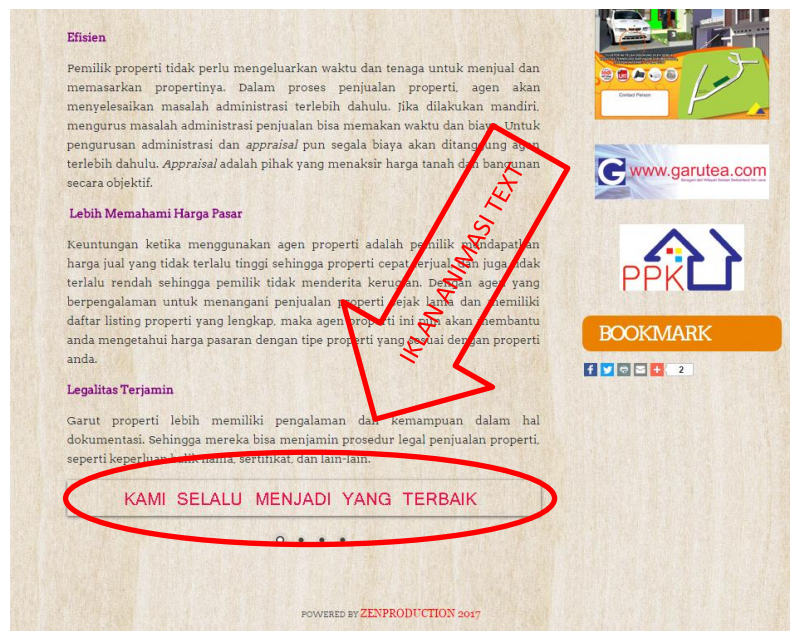 Efisien
Pemilik properti tidak perlu mengeluarkan waktu dan tenaga untuk menjual dan
memasarkan propertinya. Dalam proses penjualan properti, agen akan
menyelesaikan masalah administrasi terlebih dahulu. Jika dilakukan mandiri,
mengurus masalah administrasi penjualan bisa memakan waktu dan biaya. Untuk
pengurusan administrasi dan appraisal pun segala biaya akan ditanggung agen
terlebih dahulu. Appraisal adalah pihak yang menaksir harga tanah dan bangunan
secara objektif.
Lebih Memahami Harga Pasar
Keuntungan ketika menggunakan agen properti adalah pemilik mendapatkan
harga jual yang tidak terlalu tinggi sehingga properti cepat terjual, dan juga tidak
terlalu rendah sehingga pemilik tidak menderita kerugian. Dengan agen yang
berpengalaman untuk menangani penjualan properti sejak lama dan memiliki
daftar listing properti yang lengkap, maka agen properti ini pun akan membantu
anda mengetahui harga pasaran dengan tipe properti yang sesuai dengan properti
anda.
Legalitas Terjamin
Garut properti lebih memiliki pengalaman dan kemampuan dalam hal
dokumentasi. Sehingga mereka bisa menjamin prosedur legal penjualan properti,
seperti keperluan balik nama, sertifikat, dan lain-lain.
IKLAN ANIMASI TEXT
KAMI SELALU MENJADI YANG TERBAIK
POWERED BY ZENPRODUCTION 2017
Contact Person
G www.garutea.com
PPK
BOOKMARK
2